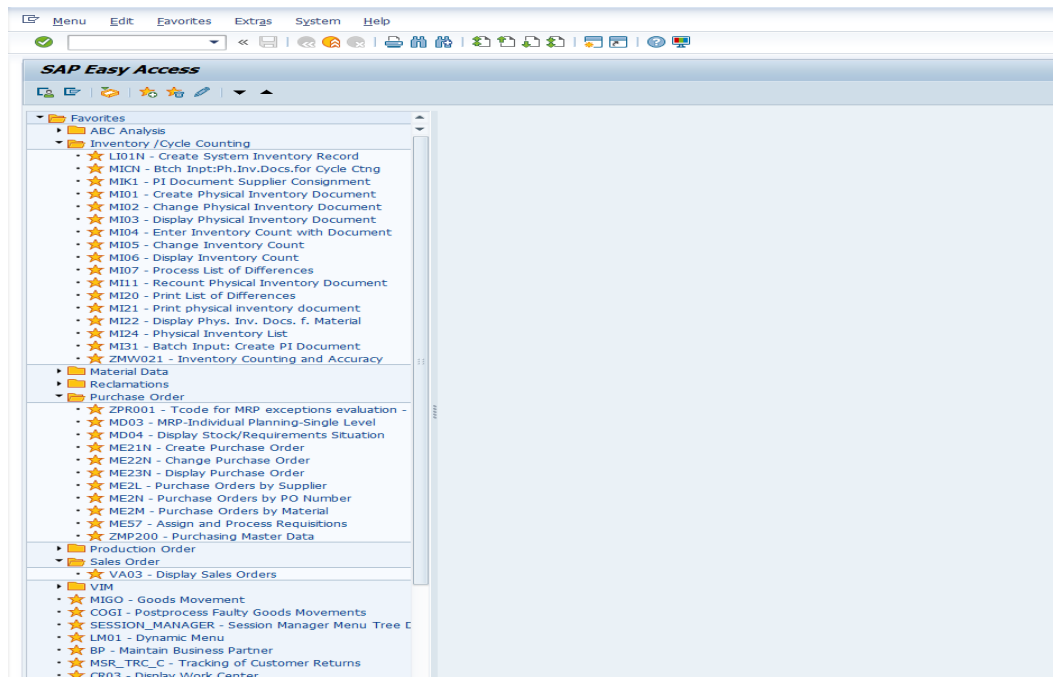 Menu Edit Favorites Extras System Help
SAP Easy Access
Favorites
ABC Analysis
Inventory /Cycle Counting
LI01N - Create System Inventory Record
MICN - Btch Inpt:Ph.Inv.Docs.for Cycle Ctng
MIK1 - PI Document Supplier Consignment
MI01 - Create Physical Inventory Document
MI02 - Change Physical Inventory Document
MI03 - Display Physical Inventory Document
MI04 - Enter Inventory Count with Document
MI05 - Change Inventory Count
MI06 - Display Inventory Count
MI07 - Process List of Differences
MI11 - Recount Physical Inventory Document
MI20 - Print List of Differences
MI21 - Print physical inventory document
MI22 - Display Phys. Inv. Docs. f. Material
MI24 - Physical Inventory List
MI31 - Batch Input: Create PI Document
ZMW021 - Inventory Counting and Accuracy
Material Data
Reclamations
Purchase Order
ZPR001 - Tcode for MRP exceptions evaluation -
MD03 - MRP-Individual Planning-Single Level
MD04 - Display Stock/Requirements Situation
ME21N - Create Purchase Order
ME22N - Change Purchase Order
ME23N - Display Purchase Order
ME2L - Purchase Orders by Supplier
ME2N - Purchase Orders by PO Number
ME2M - Purchase Orders by Material
ME57 - Assign and Process Requisitions
ZMP200 - Purchasing Master Data
Production Order
Sales Order
VA03 - Display Sales Orders
VIM
MIGO - Goods Movement
COGI - Postprocess Faulty Goods Movements
SESSION_MANAGER - Session Manager Menu Tree D
LM01 - Dynamic Menu
BP - Maintain Business Partner
MSR_TRC_C - Tracking of Customer Returns
CR03 - Display Work Center